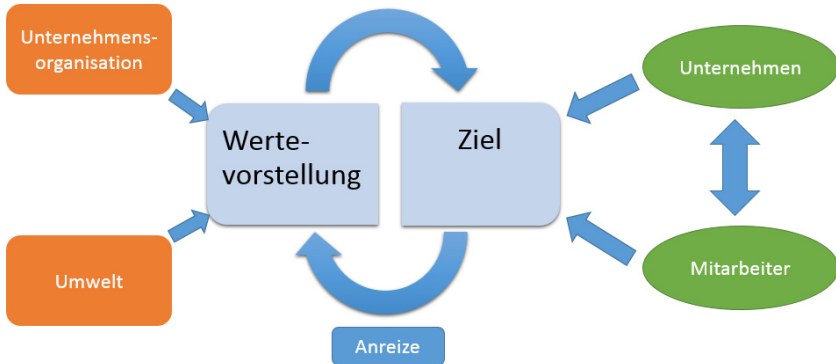 Unternehmens-
organisation
Umwelt
Werte-
vorstellung
Ziel
Anreize
Unternehmen
Mitarbeiter